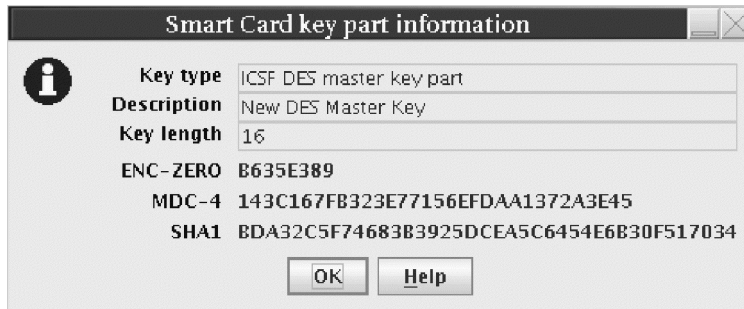 Smart Card key part information
Key type ICSF DES master key part
Description New DES Master Key
Key length 16
ENC-ZERO B635E389
MDC-4 143C167FB323E77156EFDAA1372A3E45
SHA1 BDA32C5F74683B3925DCEA5C6454E6B30F517034
OK Help